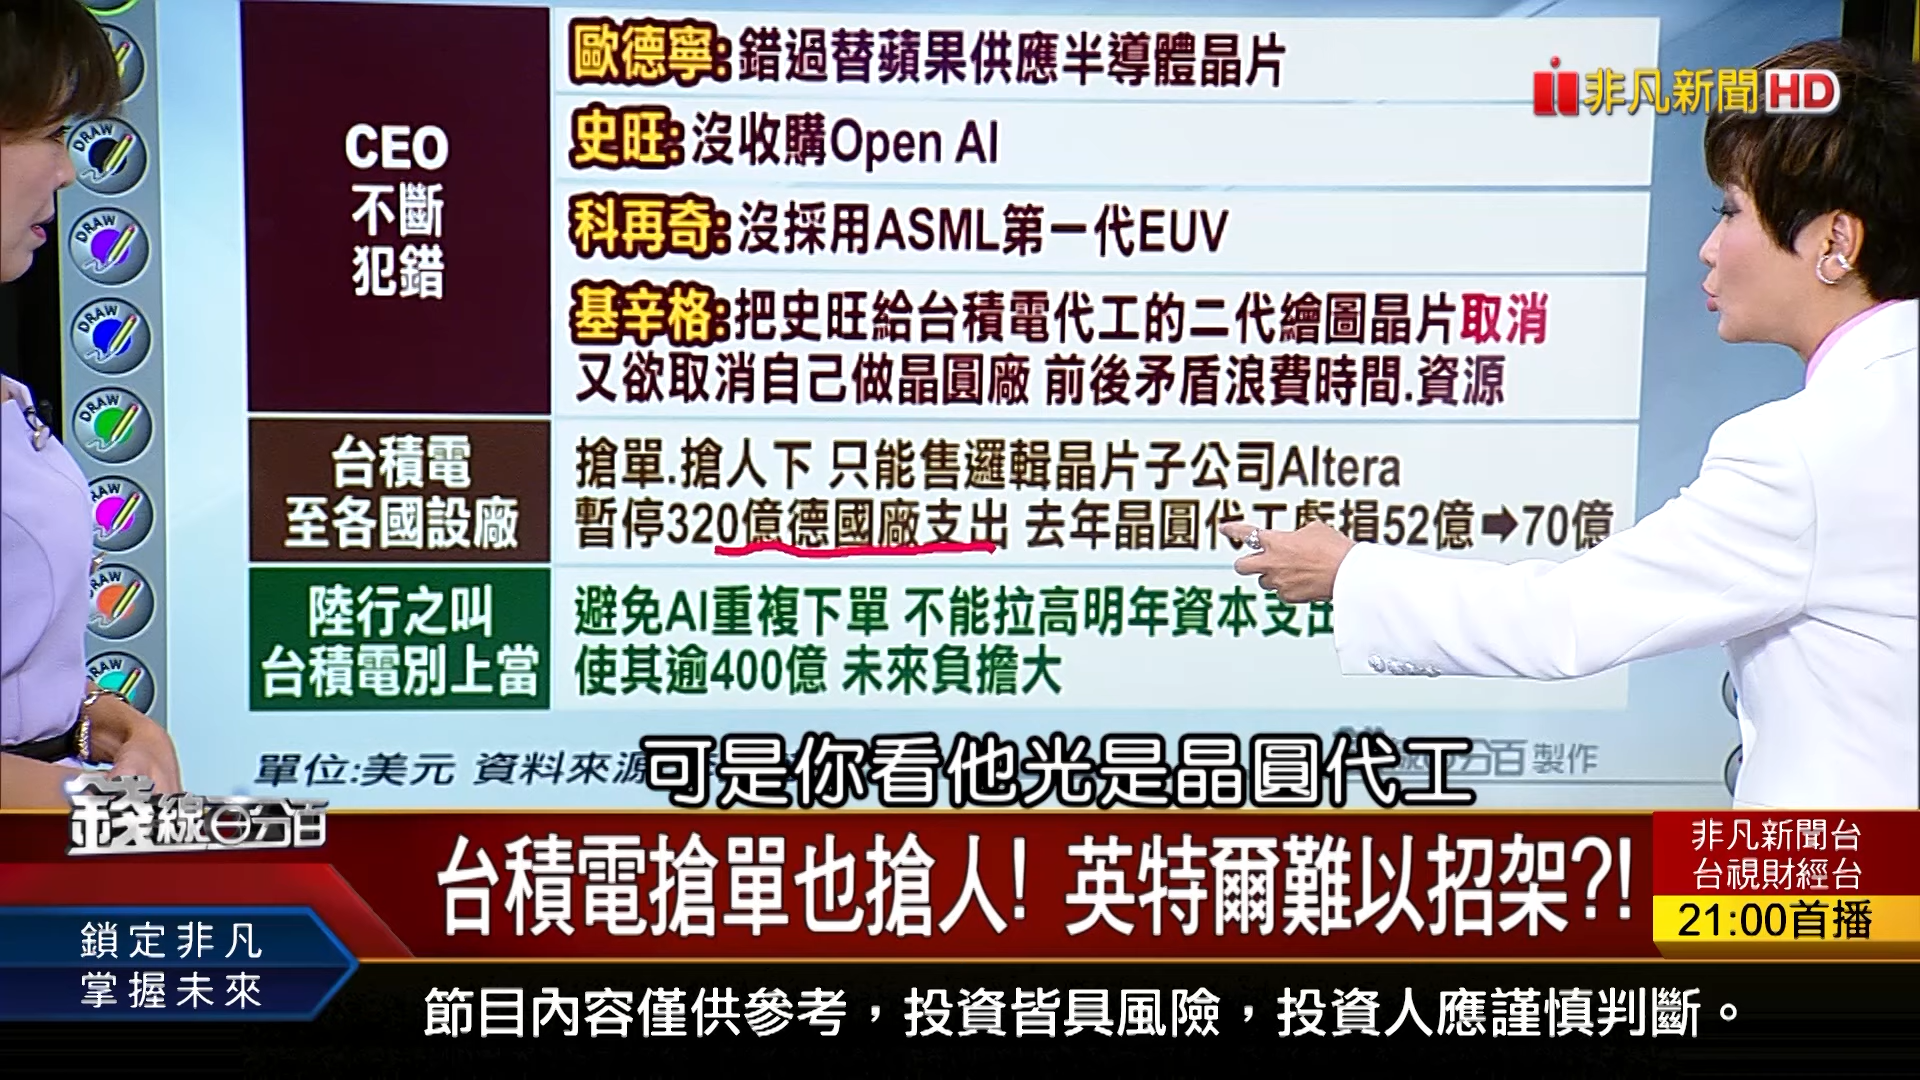 CEO
不斷
犯錯
歐德寧:錯過替蘋果供應半導體晶片
史旺:沒收購Open AI
科再奇:沒採用ASML第一代EUV
基辛格:把史旺給台積電代工的二代繪圖晶片取消
又欲取消自己做晶圓廠 前後矛盾浪費時間.資源
台積電
至各國設廠
搶單.搶人下 只能售邏輯晶片子公司Altera
暫停320億德國廠支出 去年晶圓代工虧損52億➡70億
陸行之叫
台積電別上當
避免AI重複下單 不能拉高明年資本支出
使其逾400億 未來負擔大
單位:美元 資料來源
百製作
非凡新聞HD
DRAW
DRAW
DRAW
DRAW
RAW
RAW
DRAW
可是你看他光是晶圓代工
錢線百分百
台積電搶單也搶人! 英特爾難以招架?!
非凡新聞台
台視財經台
21:00首播
鎖定非凡
掌握未來
節目內容僅供參考，投資皆具風險，投資人應謹慎判斷。